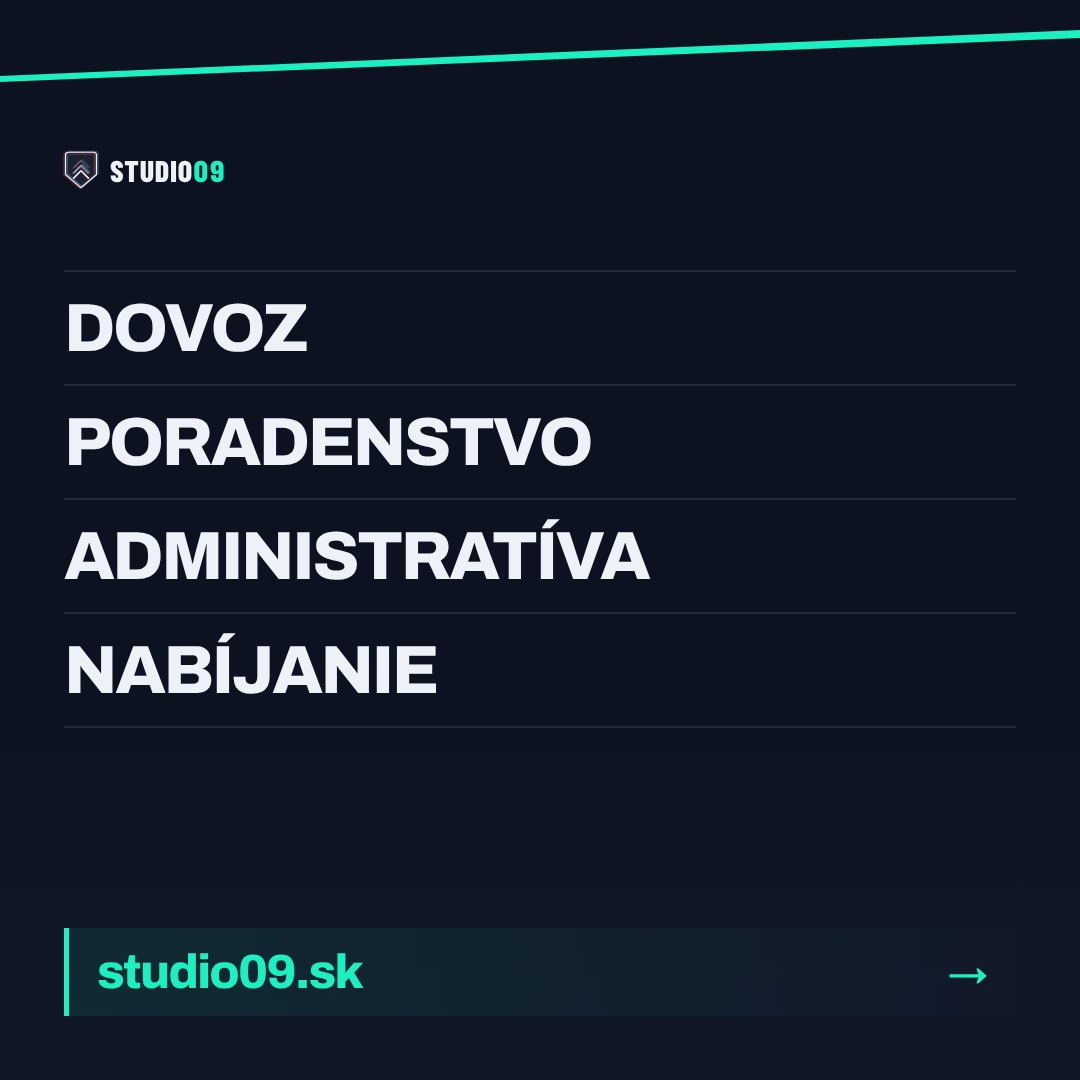 STUDIO09
DOVOZ
PORADENSTVO
ADMINISTRATÍVA
NABÍJANIE
studio09.sk →